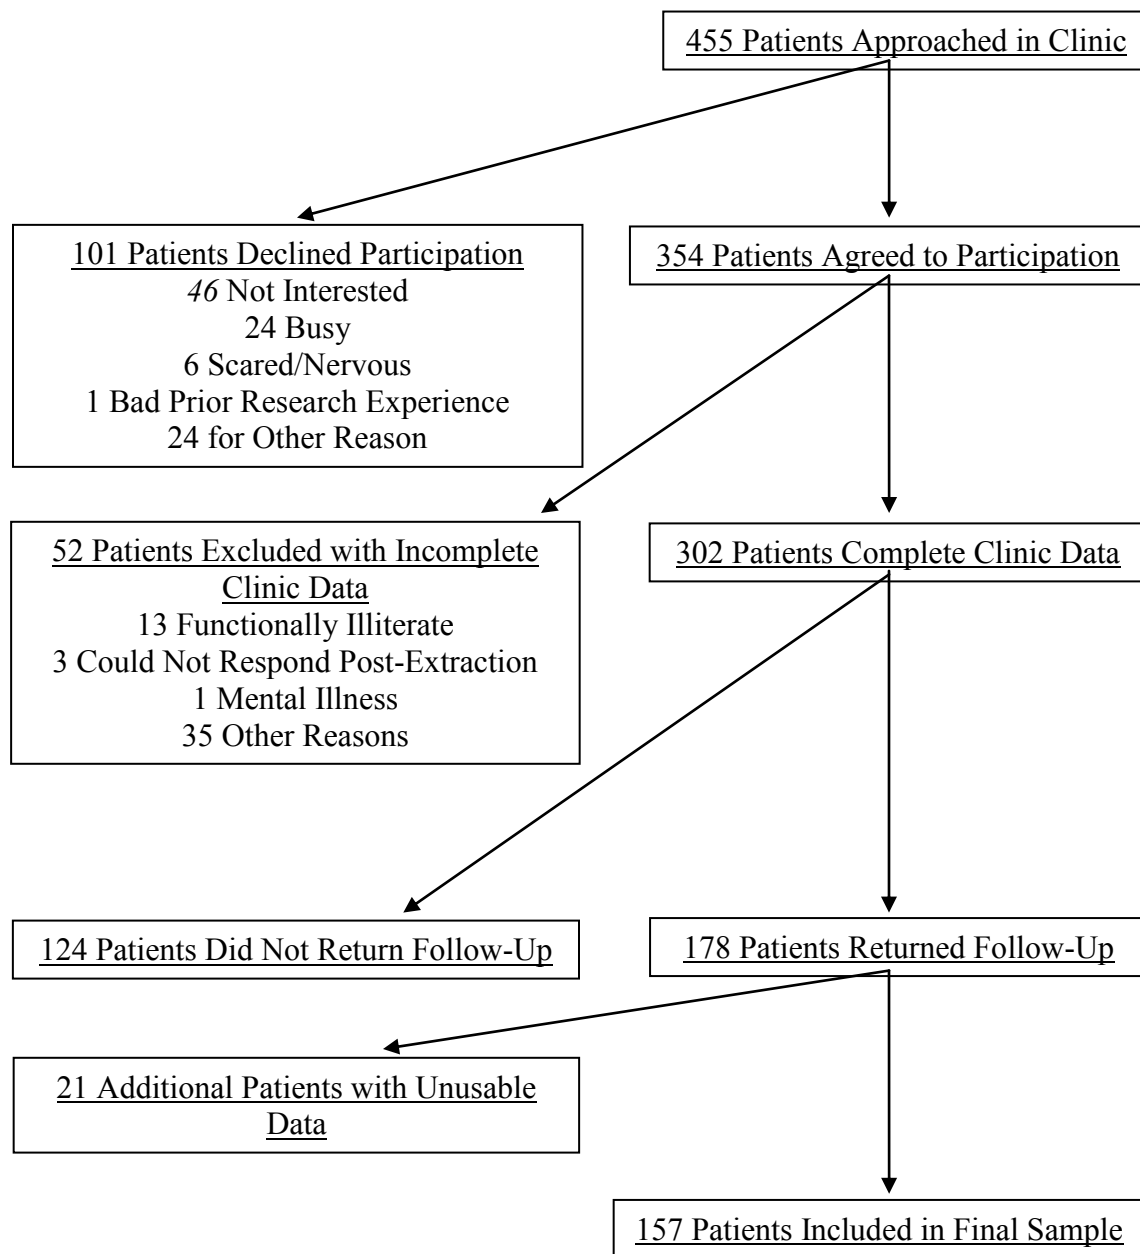 455 Patients Approached in Clinic
101 Patients Declined Participation
46 Not Interested
24 Busy
6 Scared/Nervous
1 Bad Prior Research Experience
24 for Other Reason
354 Patients Agreed to Participation
52 Patients Excluded with Incomplete
Clinic Data
13 Functionally Illiterate
3 Could Not Respond Post-Extraction
1 Mental Illness
35 Other Reasons
302 Patients Complete Clinic Data
124 Patients Did Not Return Follow-Up
178 Patients Returned Follow-Up
21 Additional Patients with Unusable
Data
157 Patients Included in Final Sample